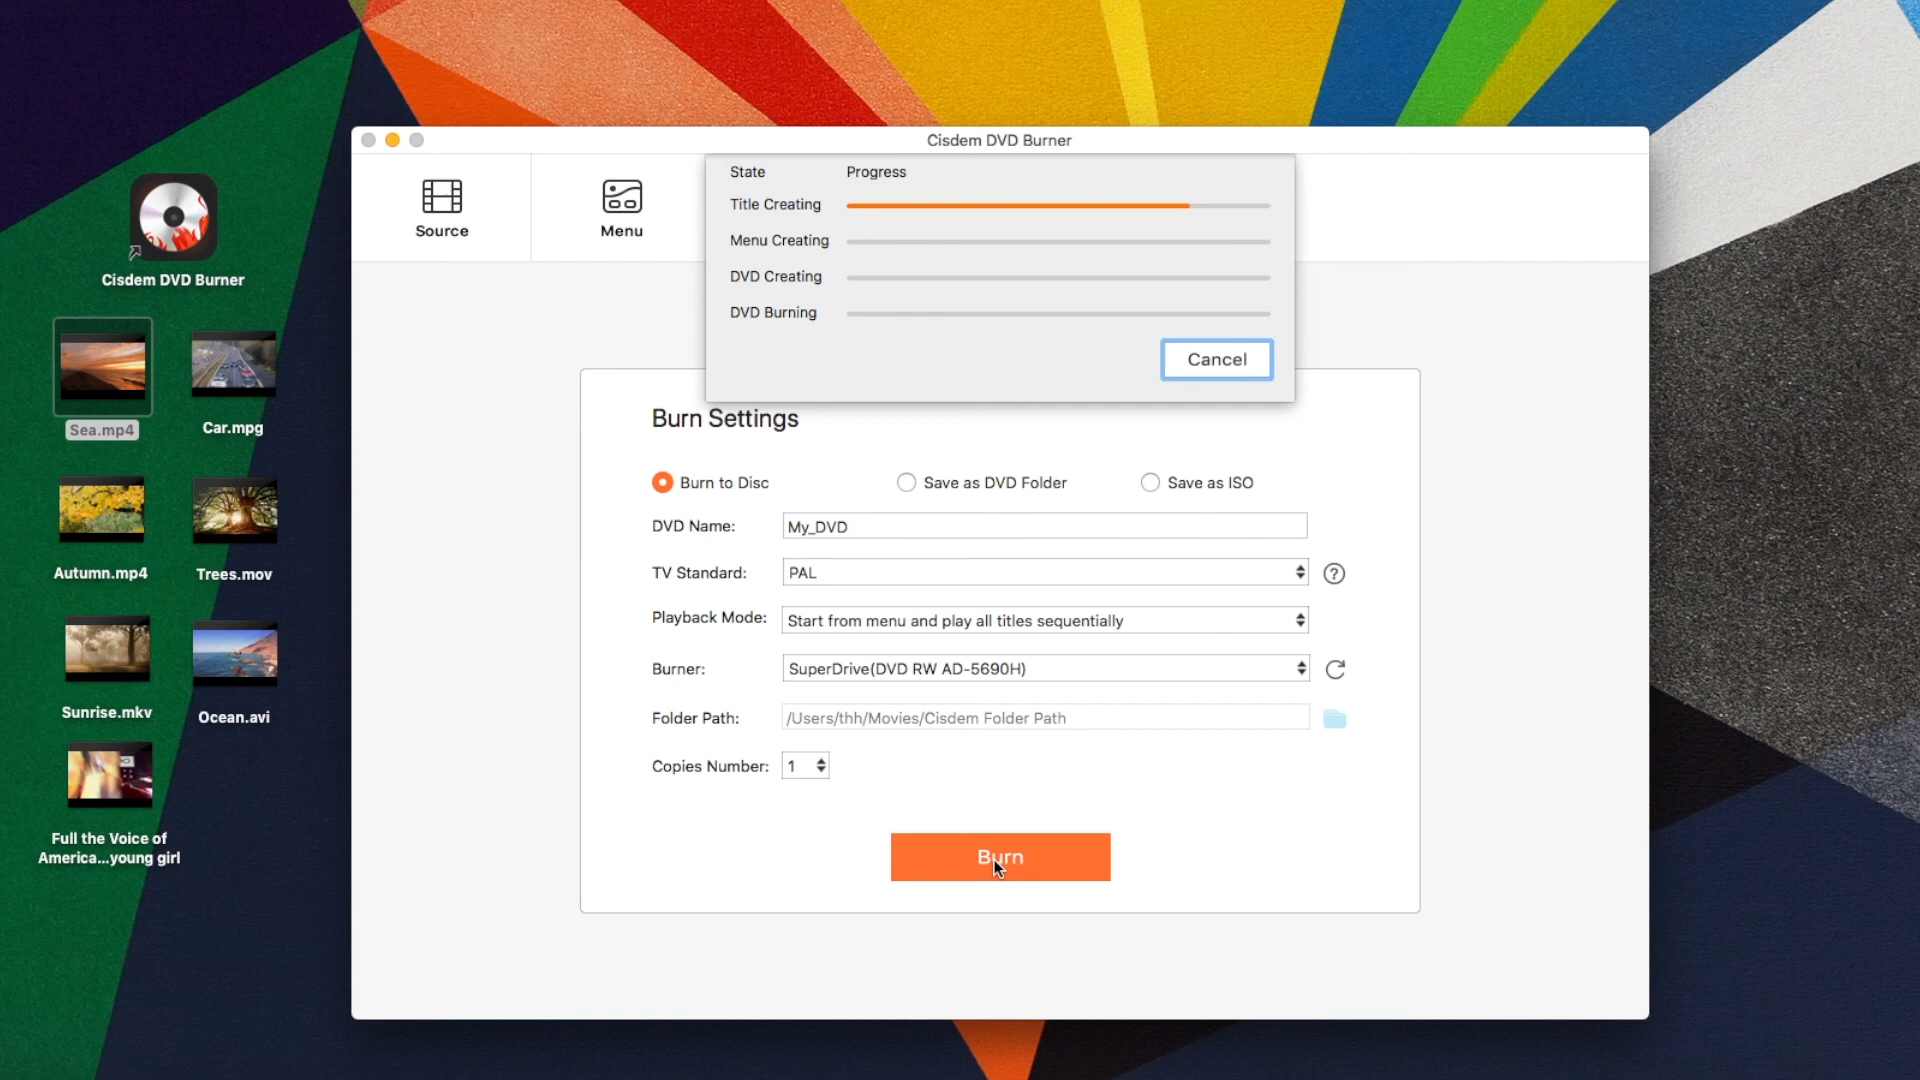 Cisdem DVD Burner
Source
Menu
State
Progress
Title Creating
Menu Creating
DVD Creating
DVD Burning
Cancel
Burn Settings
Burn to Disc
Save as DVD Folder
Save as ISO
DVD Name:
My_DVD
TV Standard:
PAL
?
Playback Mode:
Start from menu and play all titles sequentially
Burner:
SuperDrive(DVD RW AD-5690H)
Folder Path:
/Users/thh/Movies/Cisdem Folder Path
Copies Number:
1
Burn
Cisdem DVD Burner
Sea.mp4
Car.mpg
Autumn.mp4
Trees.mov
Sunrise.mkv
Ocean.avi
Full the Voice of
America...young girl